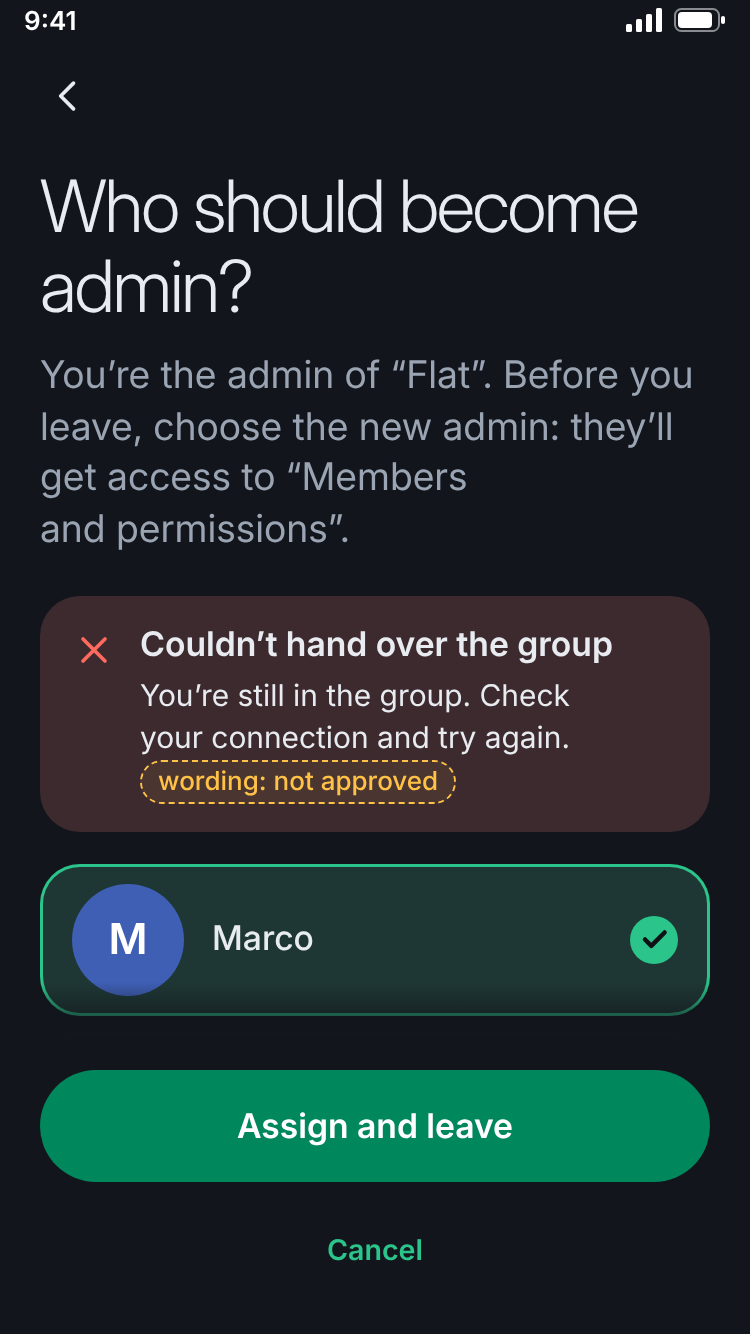 9:41
Who should become
admin?
You’re the admin of “Flat”. Before you
leave, choose the new admin: they’ll
get access to “Members
and permissions”.
Couldn’t hand over the group
You’re still in the group. Check
your connection and try again.
wording: not approved
M
Marco
Assign and leave
Cancel